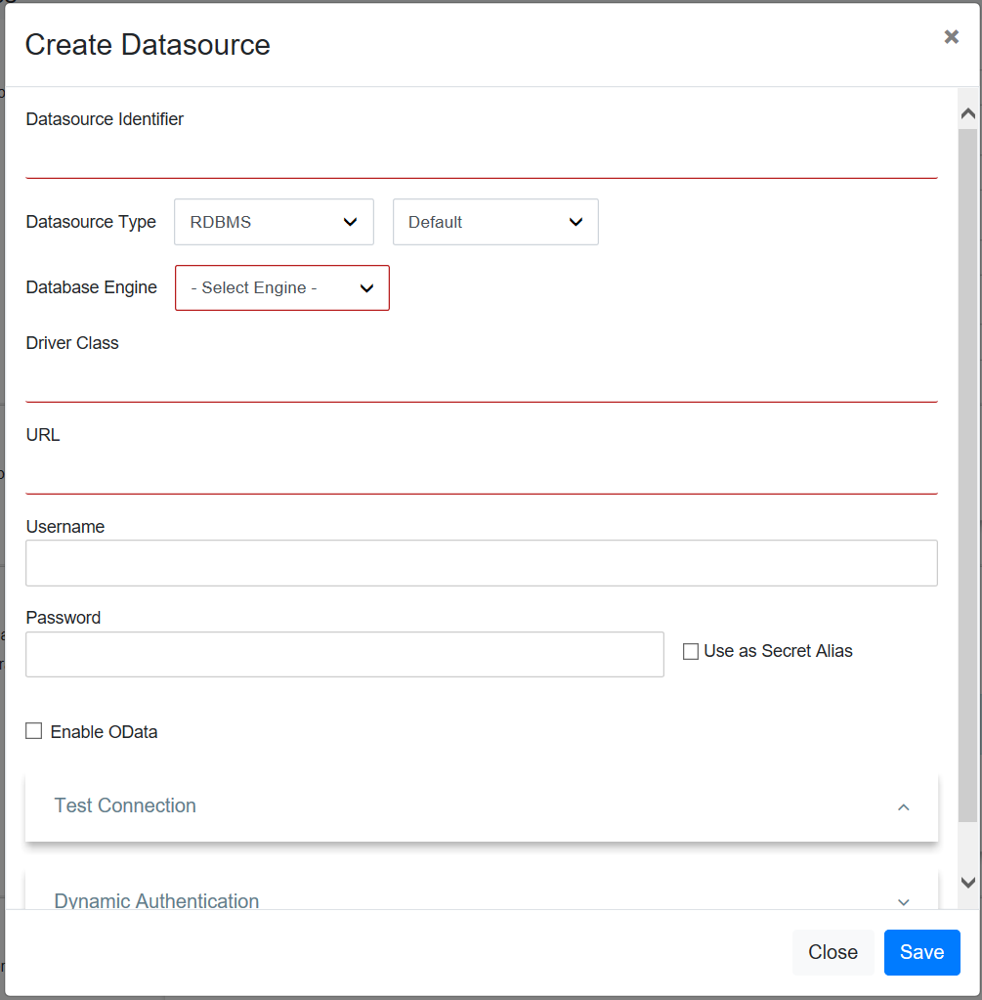 Create Datasource
Datasource Identifier
Datasource Type RDBMS Default
Database Engine - Select Engine -
Driver Class
URL
Username
Password
Use as Secret Alias
Enable OData
Test Connection
Dynamic Authentication
Close Save